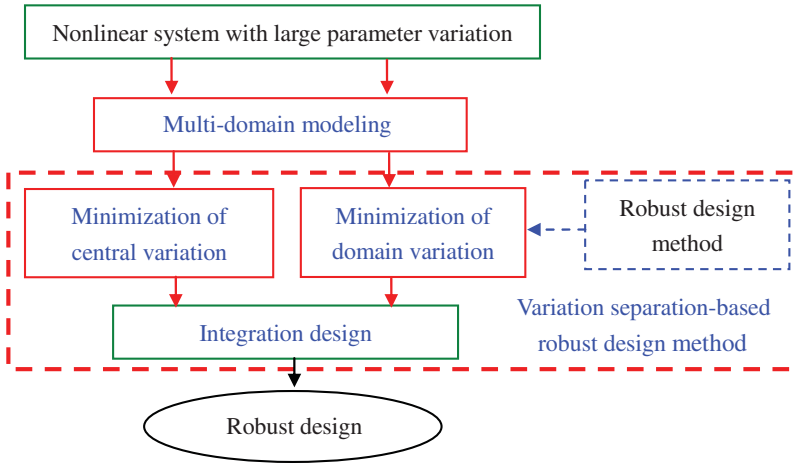 Nonlinear system with large parameter variation
Multi-domain modeling
Minimization of
central variation
Minimization of
domain variation
Robust design
method
Variation separation-based
robust design method
Integration design
Robust design